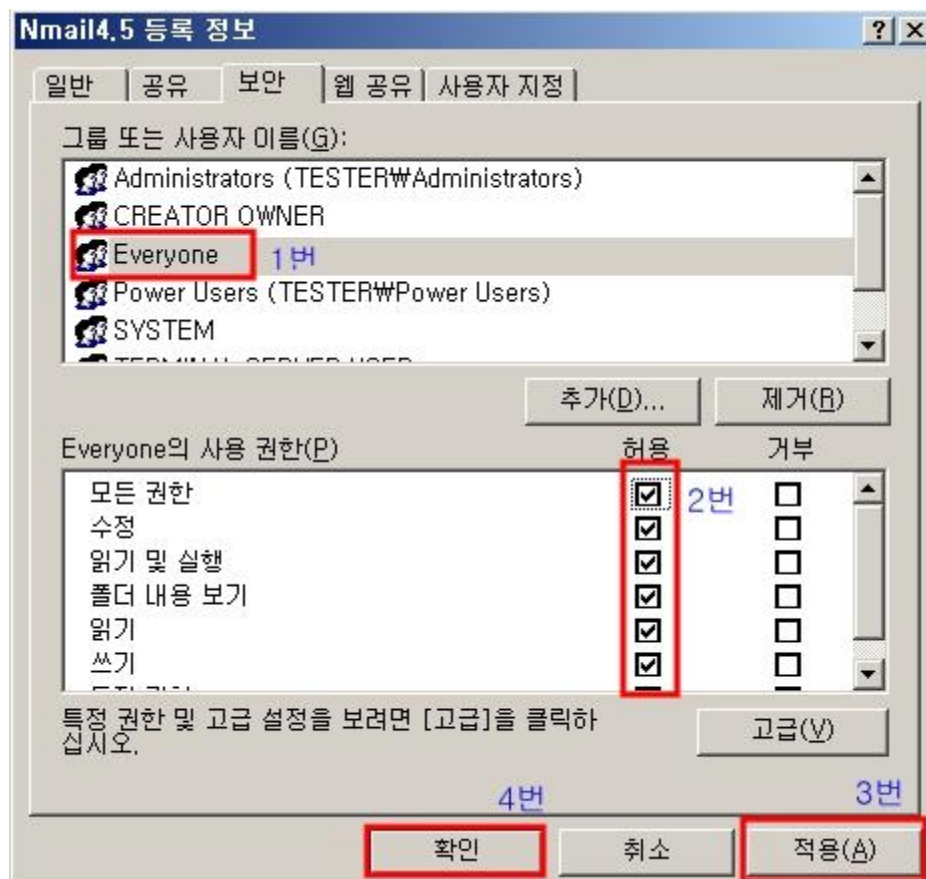 Nmail4.5 등록 정보
일반 공유 보안 웹 공유 사용자 지정
그룹 또는 사용자 이름(G):
Administrators (TESTER₩Administrators)
CREATOR OWNER
Everyone 1번
Power Users (TESTER₩Power Users)
SYSTEM
추가(D)... 제거(R)
Everyone의 사용 권한(P) 허용 거부
모든 권한 2번
수정
읽기 및 실행
폴더 내용 보기
읽기
쓰기
특정 권한 및 고급 설정을 보려면 [고급]을 클릭하
십시오. 고급(V)
4번 3번
확인 취소 적용(A)